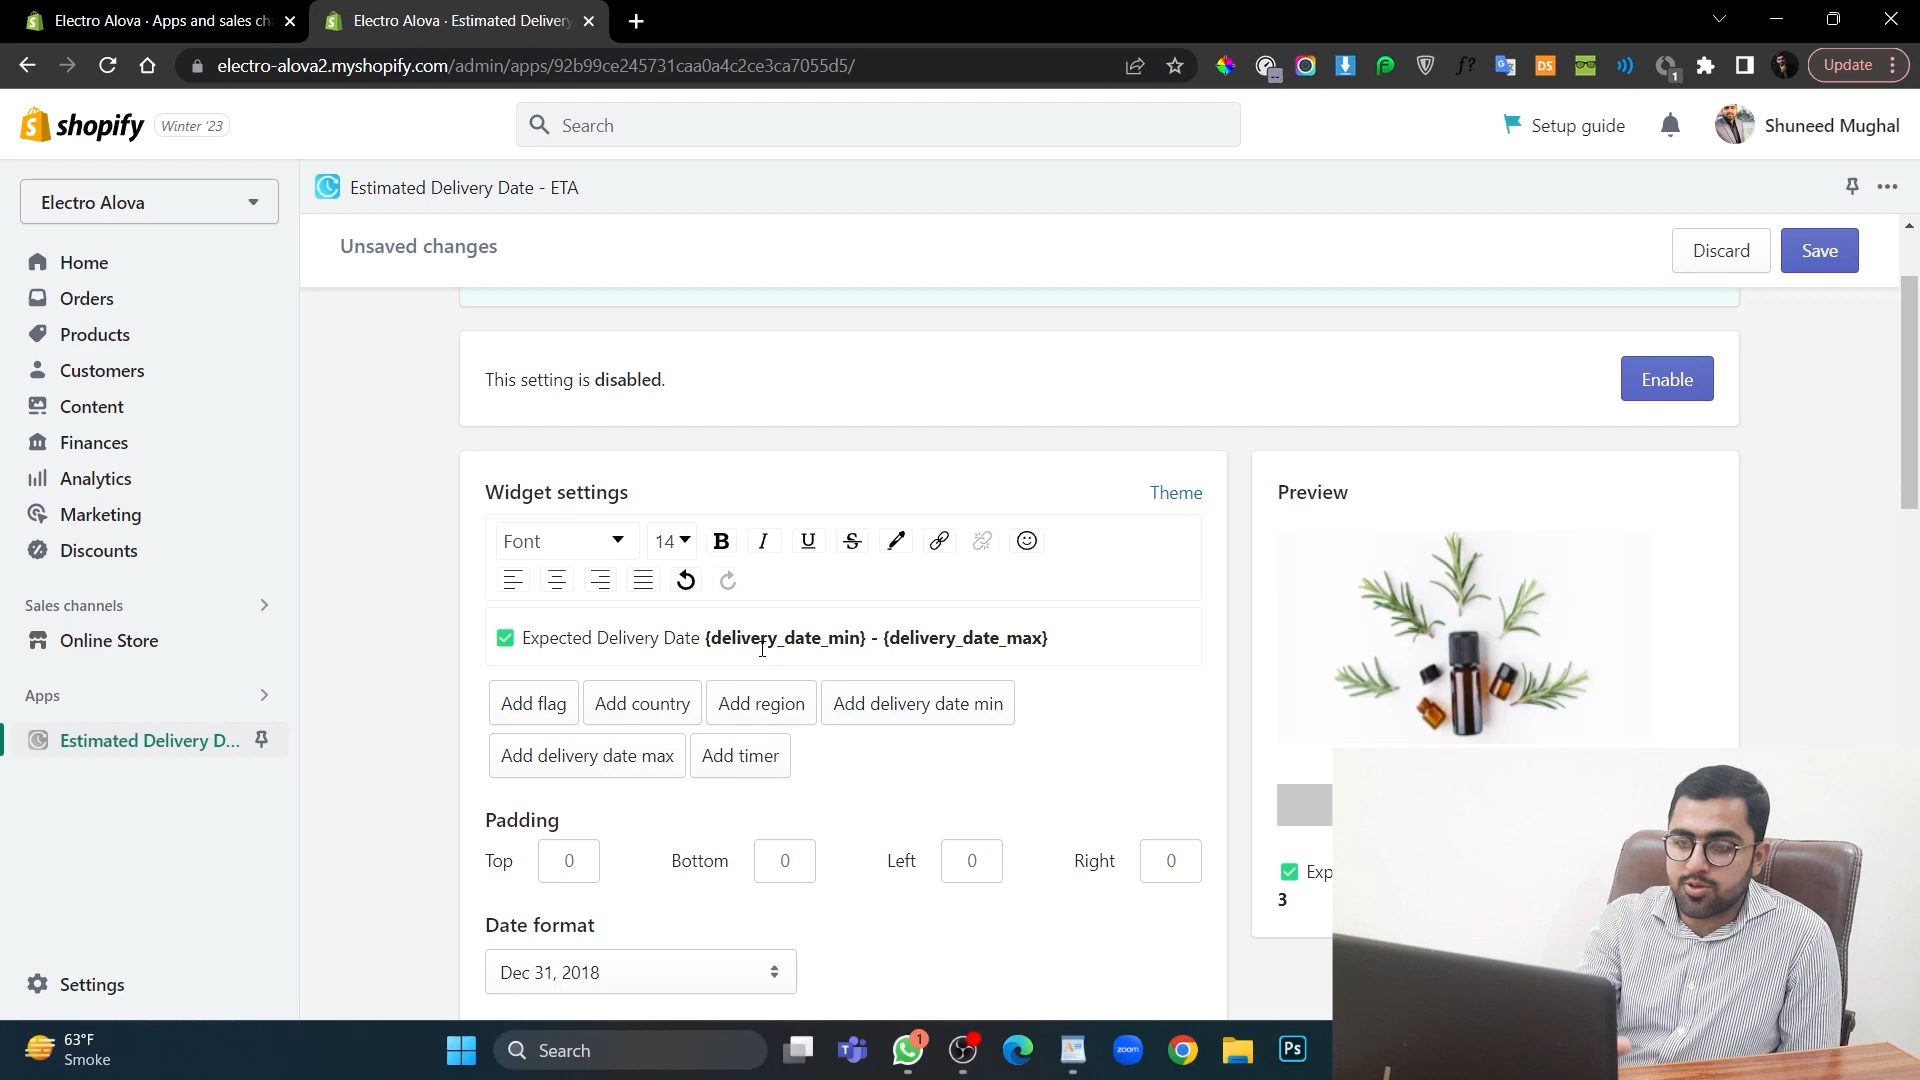 Electro Alova · Apps and sales ch
Electro Alova · Estimated Delivery
electro-alova2.myshopify.com/admin/apps/92b99ce245731caa0a4c2ce3ca7055d5/
Update
shopify
Winter '23
Search
Setup guide
Shuneed Mughal
Electro Alova
Estimated Delivery Date - ETA
Unsaved changes
Discard
Save
Home
Orders
Products
Customers
Content
Finances
Analytics
Marketing
Discounts
Sales channels
Online Store
Apps
Estimated Delivery D...
Settings
This setting is disabled.
Enable
Widget settings
Theme
Font
14
B
I
U
S
Expected Delivery Date {delivery_date_min} - {delivery_date_max}
Add flag
Add country
Add region
Add delivery date min
Add delivery date max
Add timer
Padding
Top 0
Bottom 0
Left 0
Right 0
Date format
Dec 31, 2018
Preview
Exp
3
63°F
Smoke
Search
1
zoom
Ps